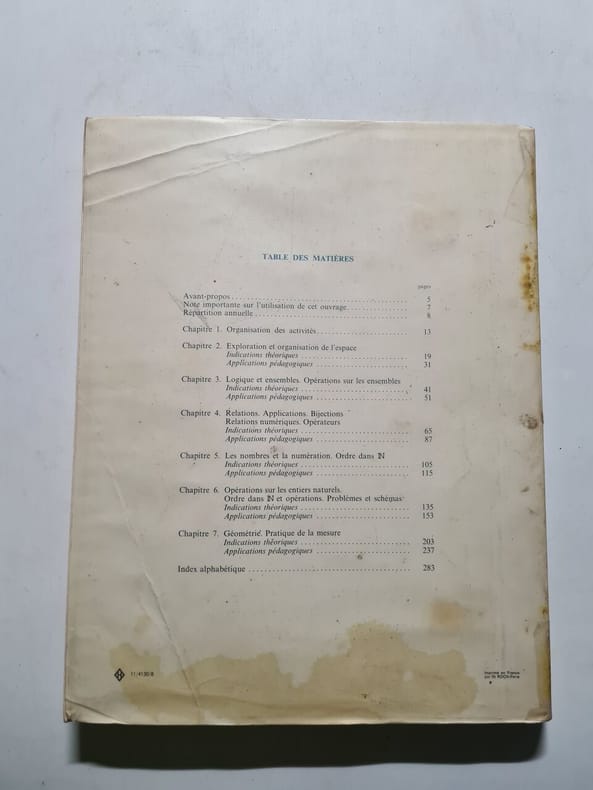 TABLE DES MATIÈRES
pages
Avant-propos ........ 5
Note importante sur l'utilisation de cet ouvrage ........ 7
Répartition annuelle ........ 8
Chapitre 1. Organisation des activités ........ 13
Chapitre 2. Exploration et organisation de l'espace
Indications théoriques ........ 19
Applications pédagogiques ........ 31
Chapitre 3. Logique et ensembles. Opérations sur les ensembles
Indications théoriques ........ 41
Applications pédagogiques ........ 51
Chapitre 4. Relations. Applications. Bijections
Relations numériques. Opérateurs
Indications théoriques ........ 65
Applications pédagogiques ........ 87
Chapitre 5. Les nombres et la numération. Ordre dans ℕ
Indications théoriques ........ 105
Applications pédagogiques ........ 115
Chapitre 6. Opérations sur les entiers naturels.
Ordre dans ℕ et opérations. Problèmes et schémas
Indications théoriques ........ 135
Applications pédagogiques ........ 153
Chapitre 7. Géométrie. Pratique de la mesure
Indications théoriques ........ 203
Applications pédagogiques ........ 237
Index alphabétique ........ 283
H 11/4130/8
Imprimé en France